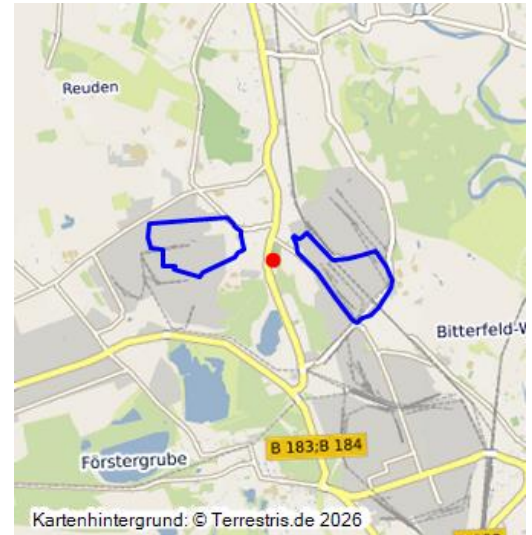 Reuden
Bitterfeld-W
B 183;B 184
Förstergrube
Kartenhintergrund: © Terrestris.de 2026